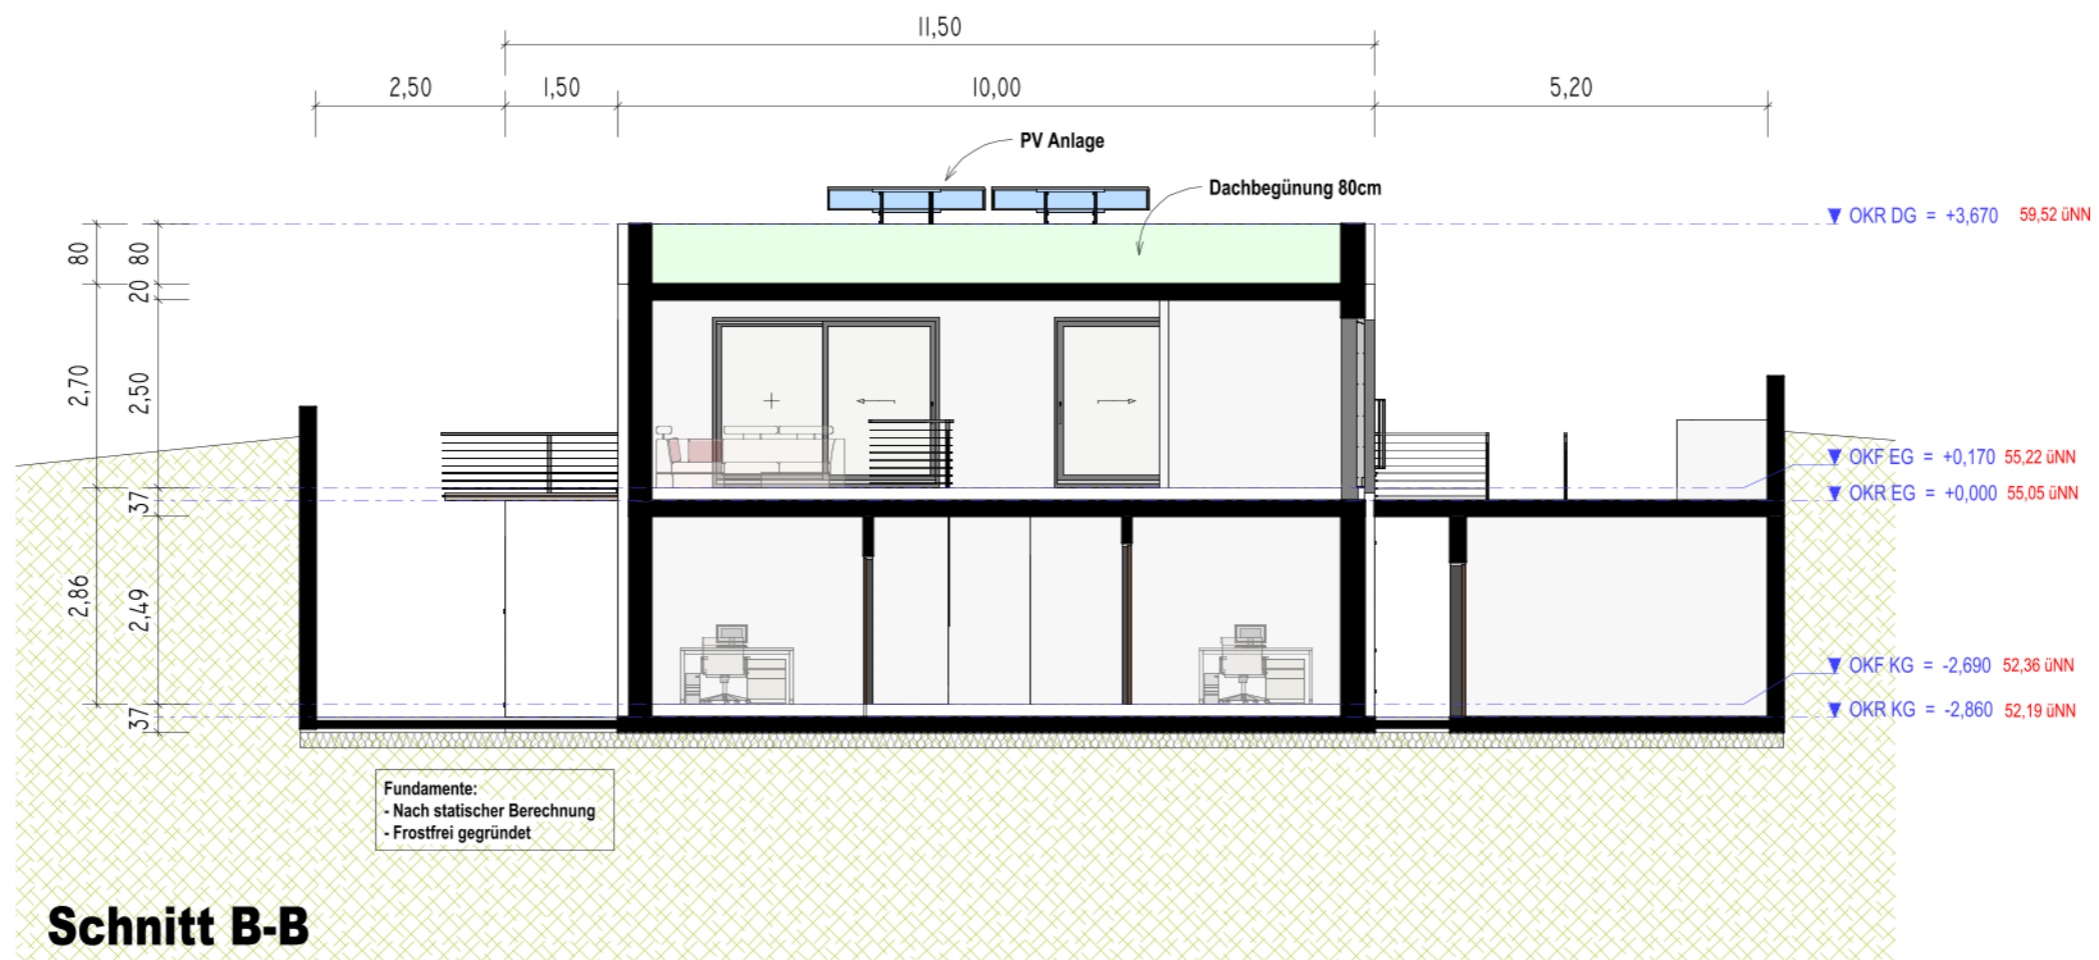 11,50
2,50
1,50
10,00
5,20
PV Anlage
Dachbegünung 80cm
OKR DG = +3,670 59,52 üNN
80
80
20
2,70
2,50
OKF EG = +0,170 55,22 üNN
OKR EG = +0,000 55,05 üNN
37
2,86
2,49
OKF KG = -2,690 52,36 üNN
OKR KG = -2,860 52,19 üNN
37
Fundamente:
- Nach statischer Berechnung
- Frostfrei gegründet
Schnitt B-B